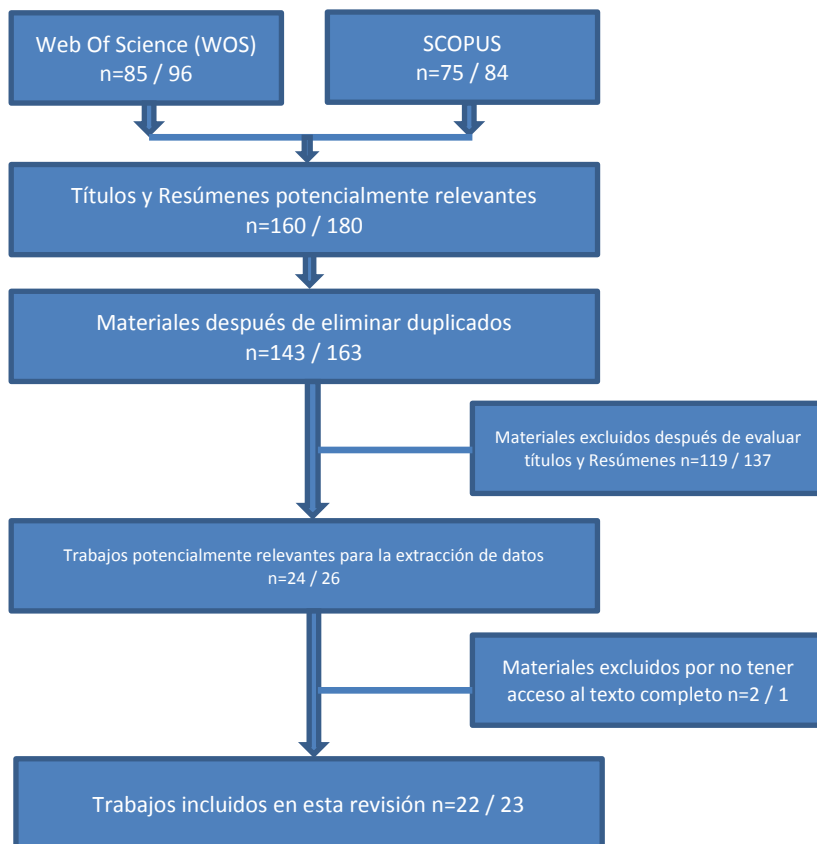 Web Of Science (WOS)
n=85 / 96
SCOPUS
n=75 / 84
Títulos y Resúmenes potencialmente relevantes
n=160 / 180
Materiales después de eliminar duplicados
n=143 / 163
Materiales excluidos después de evaluar
títulos y Resúmenes n=119 / 137
Trabajos potencialmente relevantes para la extracción de datos
n=24 / 26
Materiales excluidos por no tener
acceso al texto completo n=2 / 1
Trabajos incluidos en esta revisión n=22 / 23